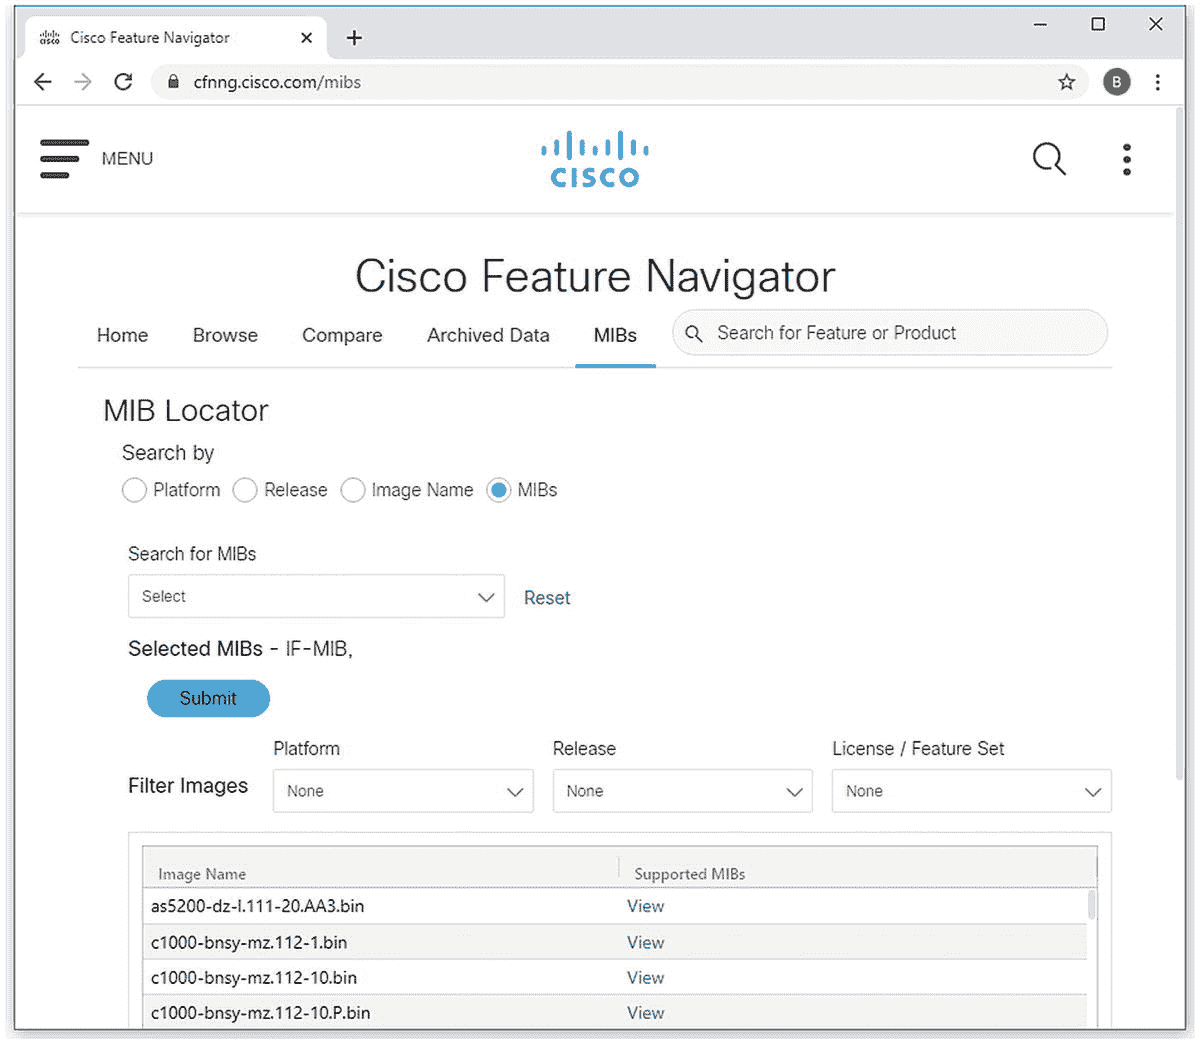 Cisco Feature Navigator
cfnng.cisco.com/mibs
B
MENU
CISCO
Cisco Feature Navigator
Home Browse Compare Archived Data MIBs Search for Feature or Product
MIB Locator
Search by
Platform Release Image Name MIBs
Search for MIBs
Select Reset
Selected MIBs - IF-MIB,
Submit
Platform Release License / Feature Set
Filter Images None None None
Image Name Supported MIBs
as5200-dz-l.111-20.AA3.bin View
c1000-bnsy-mz.112-1.bin View
c1000-bnsy-mz.112-10.bin View
c1000-bnsy-mz.112-10.P.bin View